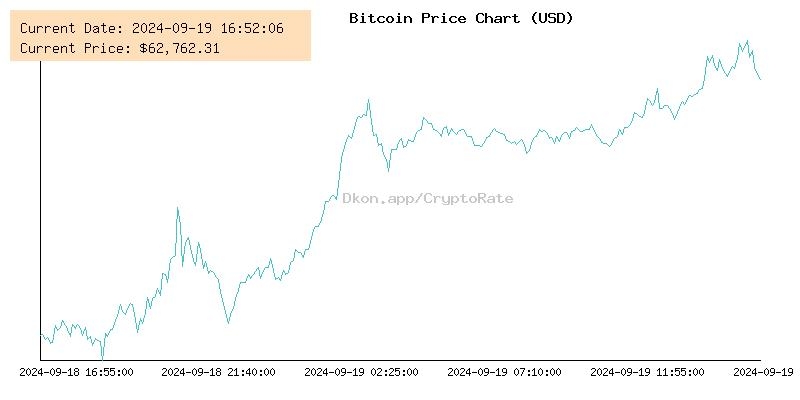 Bitcoin Price Chart (USD)
Current Date: 2024-09-19 16:52:06
Current Price: $62,762.31
Dkon.app/CryptoRate
2024-09-18 16:55:00 2024-09-18 21:40:00 2024-09-19 02:25:00 2024-09-19 07:10:00 2024-09-19 11:55:00 2024-09-19